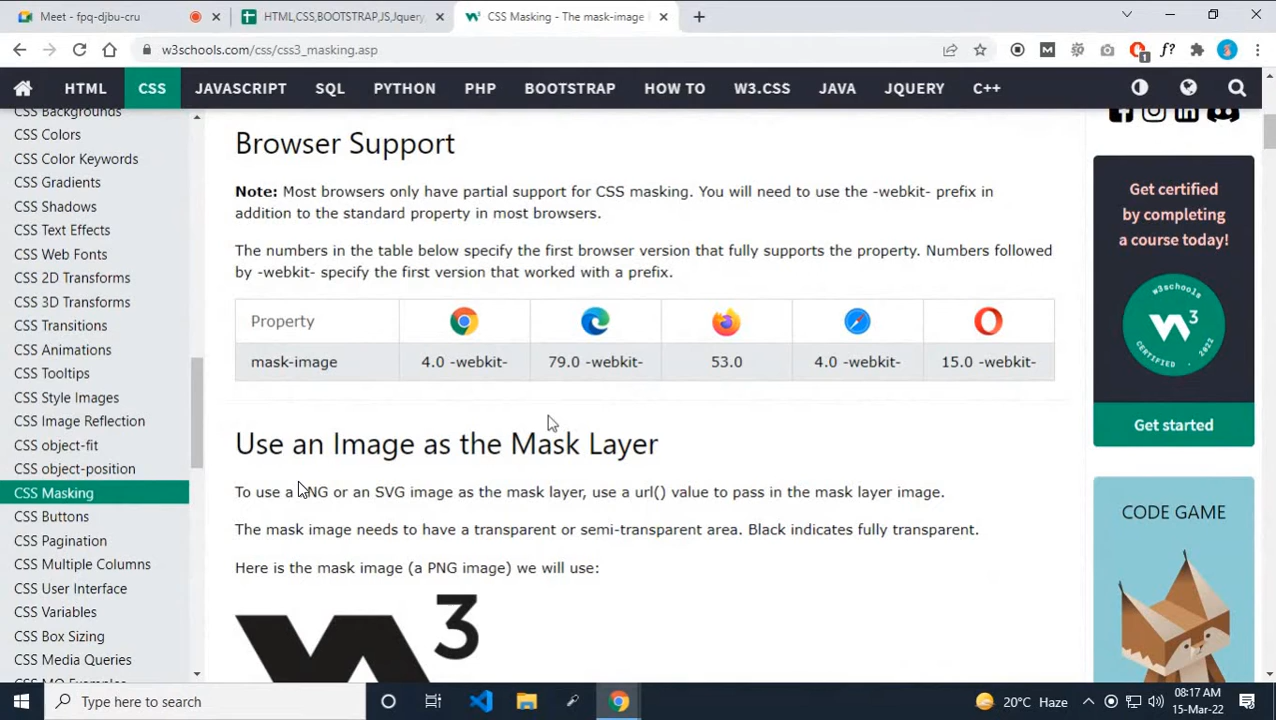 Meet - fpq-djbu-cru
HTML,CSS,BOOTSTRAP,JS,Jquery,
CSS Masking - The mask-image
w3schools.com/css/css3_masking.asp
1
HTML
CSS
JAVASCRIPT
SQL
PYTHON
PHP
BOOTSTRAP
HOW TO
W3.CSS
JAVA
JQUERY
C++
CSS Backgrounds
CSS Colors
CSS Color Keywords
CSS Gradients
CSS Shadows
CSS Text Effects
CSS Web Fonts
CSS 2D Transforms
CSS 3D Transforms
CSS Transitions
CSS Animations
CSS Tooltips
CSS Style Images
CSS Image Reflection
CSS object-fit
CSS object-position
CSS Masking
CSS Buttons
CSS Pagination
CSS Multiple Columns
CSS User Interface
CSS Variables
CSS Box Sizing
CSS Media Queries
CSS MQ Examples
Browser Support
Note: Most browsers only have partial support for CSS masking. You will need to use the -webkit- prefix in
addition to the standard property in most browsers.
The numbers in the table below specify the first browser version that fully supports the property. Numbers followed
by -webkit- specify the first version that worked with a prefix.
Property
mask-image 4.0 -webkit- 79.0 -webkit- 53.0 4.0 -webkit- 15.0 -webkit-
Use an Image as the Mask Layer
To use a PNG or an SVG image as the mask layer, use a url() value to pass in the mask layer image.
The mask image needs to have a transparent or semi-transparent area. Black indicates fully transparent.
Here is the mask image (a PNG image) we will use:
3
Get certified
by completing
a course today!
w3schools
3
CERTIFIED . 2022
Get started
CODE GAME
Type here to search
20°C Haze
08:17 AM
15-Mar-22